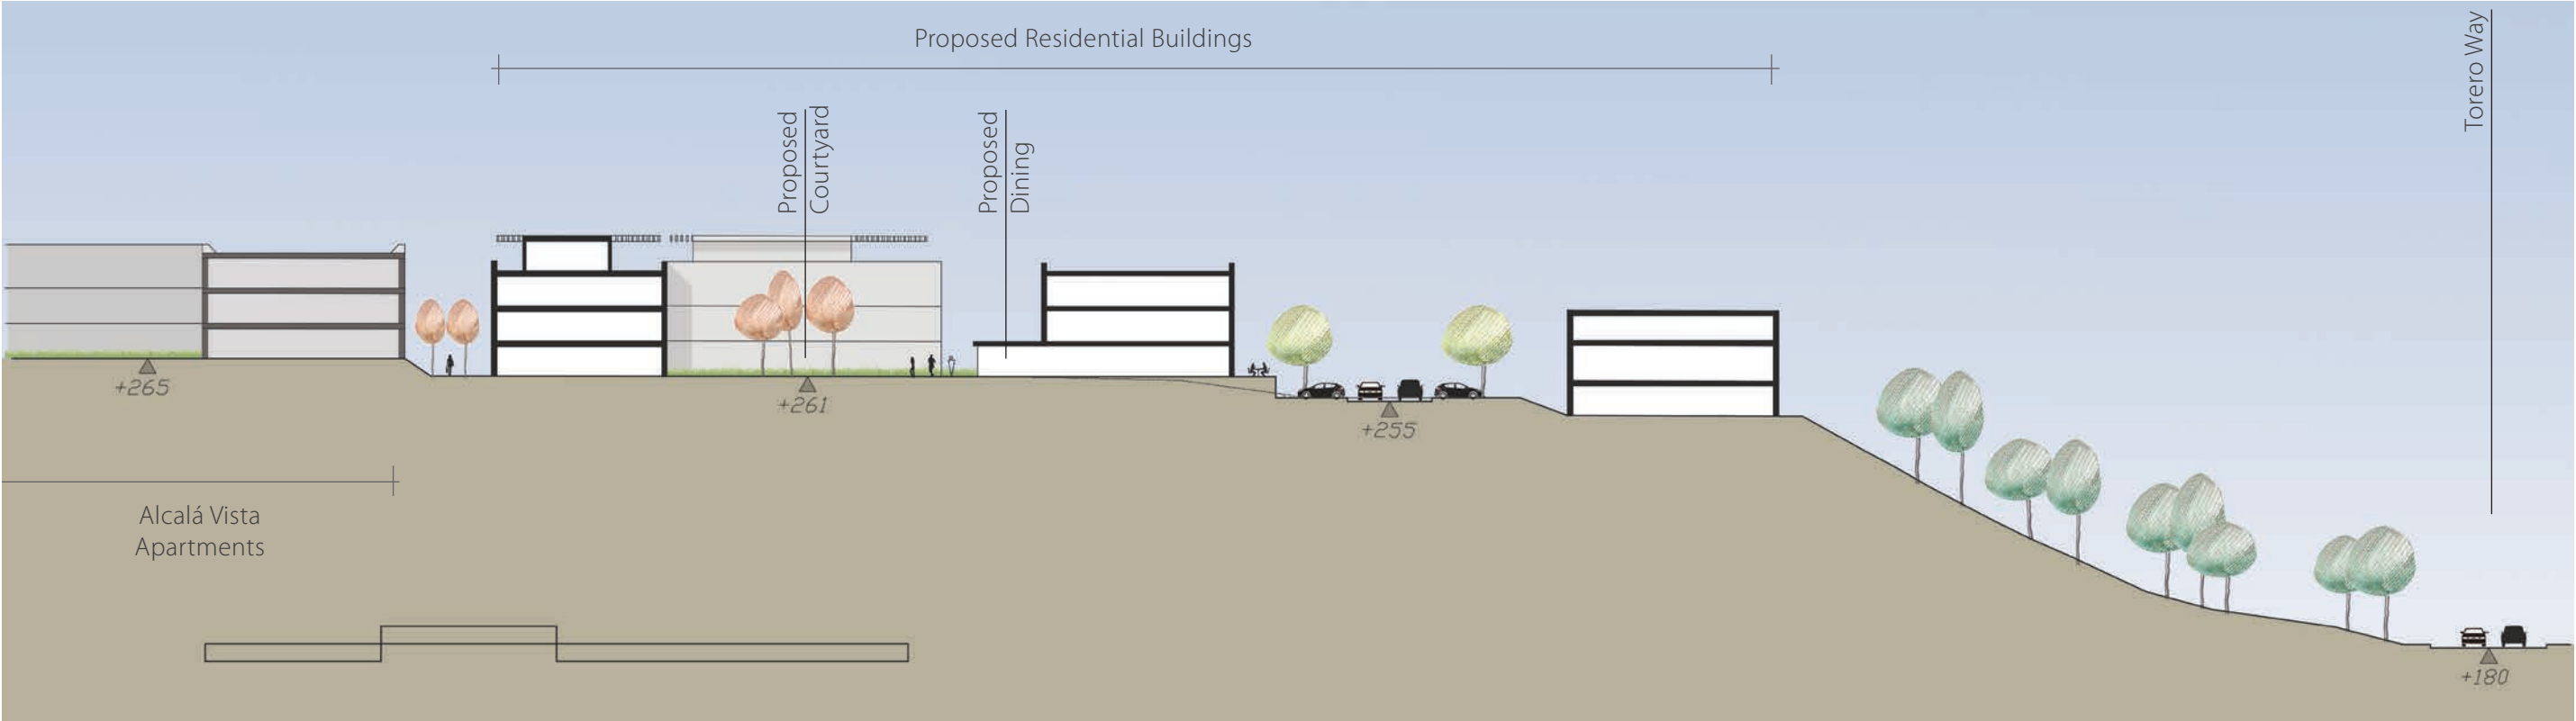 Proposed Residential Buildings
Torero Way
Proposed
Courtyard
Proposed
Dining
+265
+261
+255
Alcalá Vista
Apartments
+180